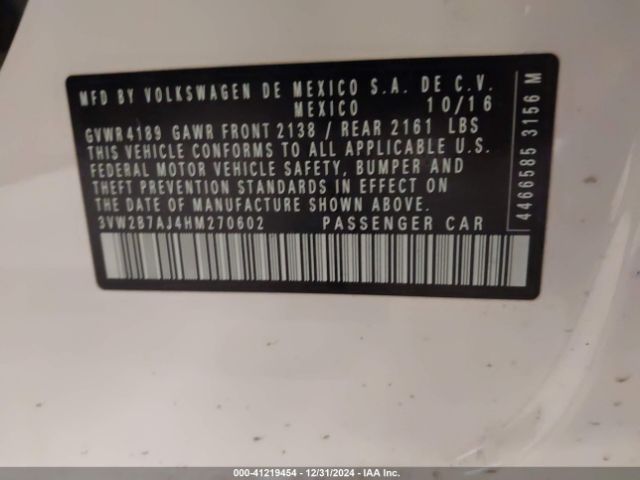 MFD BY VOLKSWAGEN DE MEXICO S.A. DE C.V.
MEXICO 10/16
GVWR 4189 GAWR FRONT 2138 / REAR 2161 LBS
THIS VEHICLE CONFORMS TO ALL APPLICABLE U.S.
FEDERAL MOTOR VEHICLE SAFETY, BUMPER AND
THEFT PREVENTION STANDARDS IN EFFECT ON
THE DATE OF MANUFACTURE SHOWN ABOVE.
3VW2B7AJ4HM270602 PASSENGER CAR
4466585 3156 M
000-41219454 - 12/31/2024 - IAA Inc.